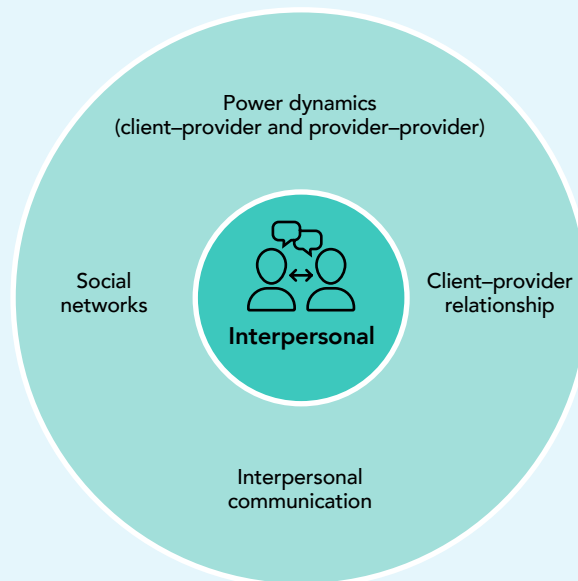 Power dynamics
(client–provider and provider–provider)
Social
networks
Interpersonal
Client–provider
relationship
Interpersonal
communication